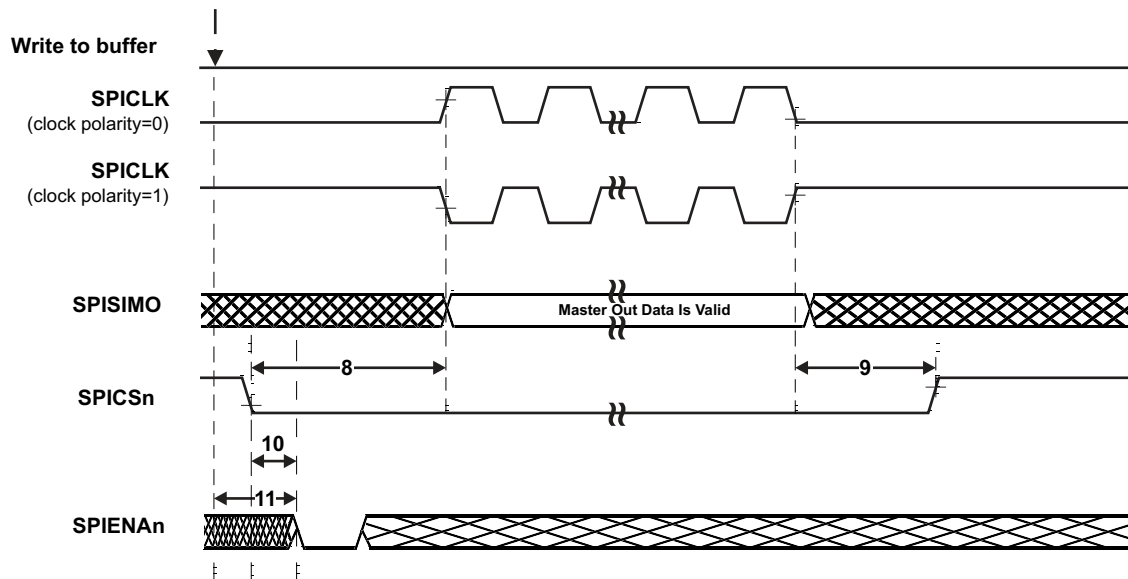 Write to buffer
SPICLK
(clock polarity=0)
SPICLK
(clock polarity=1)
SPISIMO
Master Out Data Is Valid
8
9
SPICSn
10
11
SPIENAn